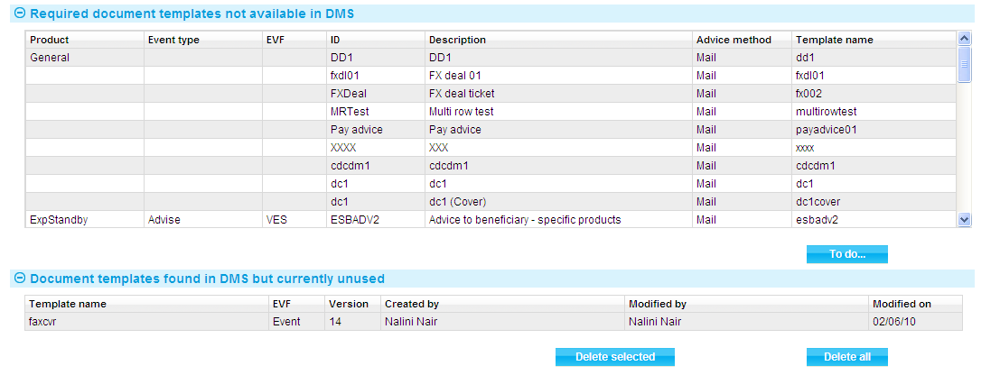 Required document templates not available in DMS
Product Event type EVF ID Description Advice method Template name
General DD1 DD1 Mail dd1
fxdl01 FX deal 01 Mail fxdl01
FXDeal FX deal ticket Mail fx002
MRTest Multi row test Mail multirowtest
Pay advice Pay advice Mail payadvice01
XXXX XXX Mail xxxx
cdcdm1 cdcdm1 Mail cdcdm1
dc1 dc1 Mail dc1
dc1 dc1 (Cover) Mail dc1cover
ExpStandby Advise VES ESBADV2 Advice to beneficiary - specific products Mail esbadv2
To do...
Document templates found in DMS but currently unused
Template name EVF Version Created by Modified by Modified on
faxcvr Event 14 Nalini Nair Nalini Nair 02/06/10
Delete selected Delete all